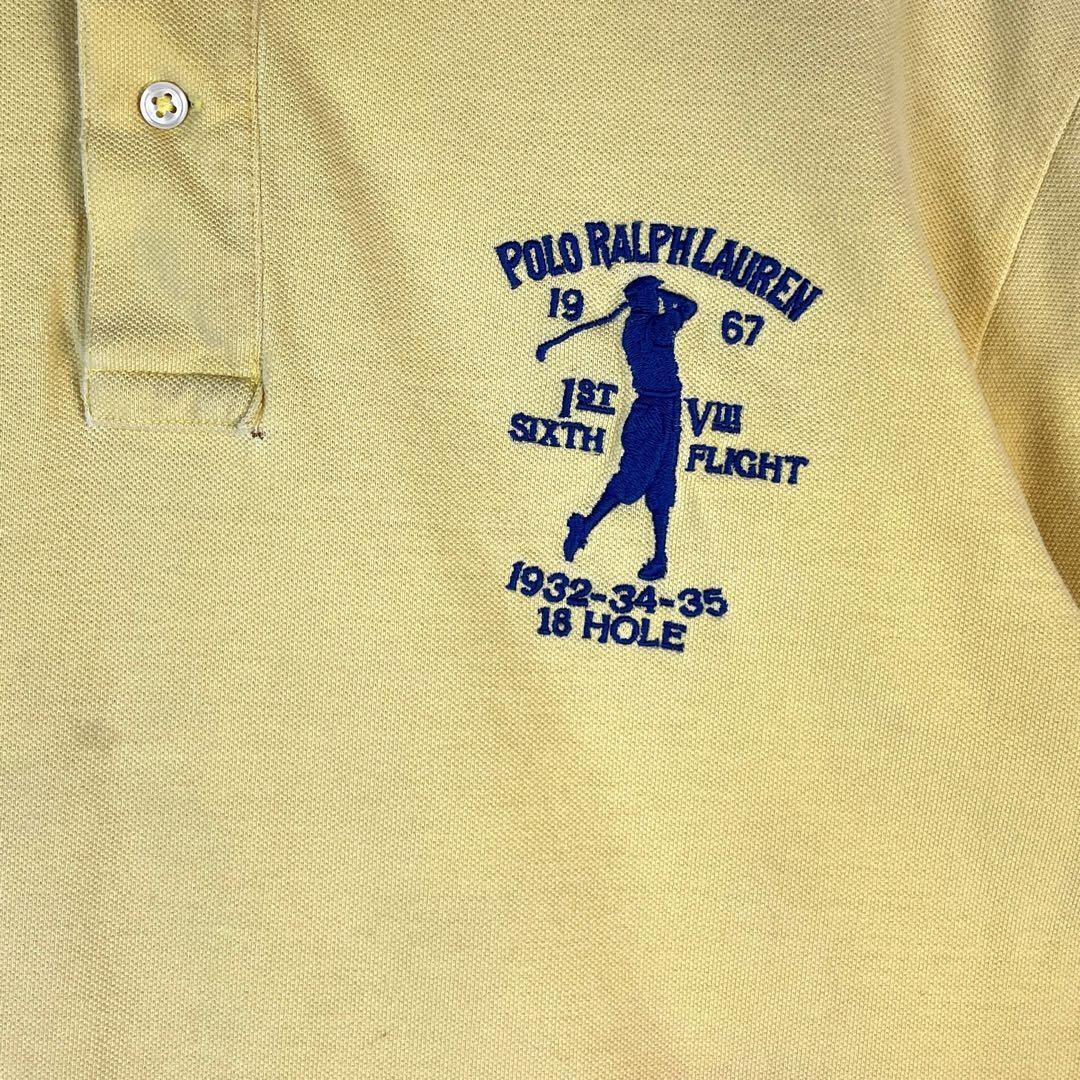 POLO RALPH LAUREN
19 67
1ST VIII
SIXTH FLIGHT
1932-34-35
18 HOLE